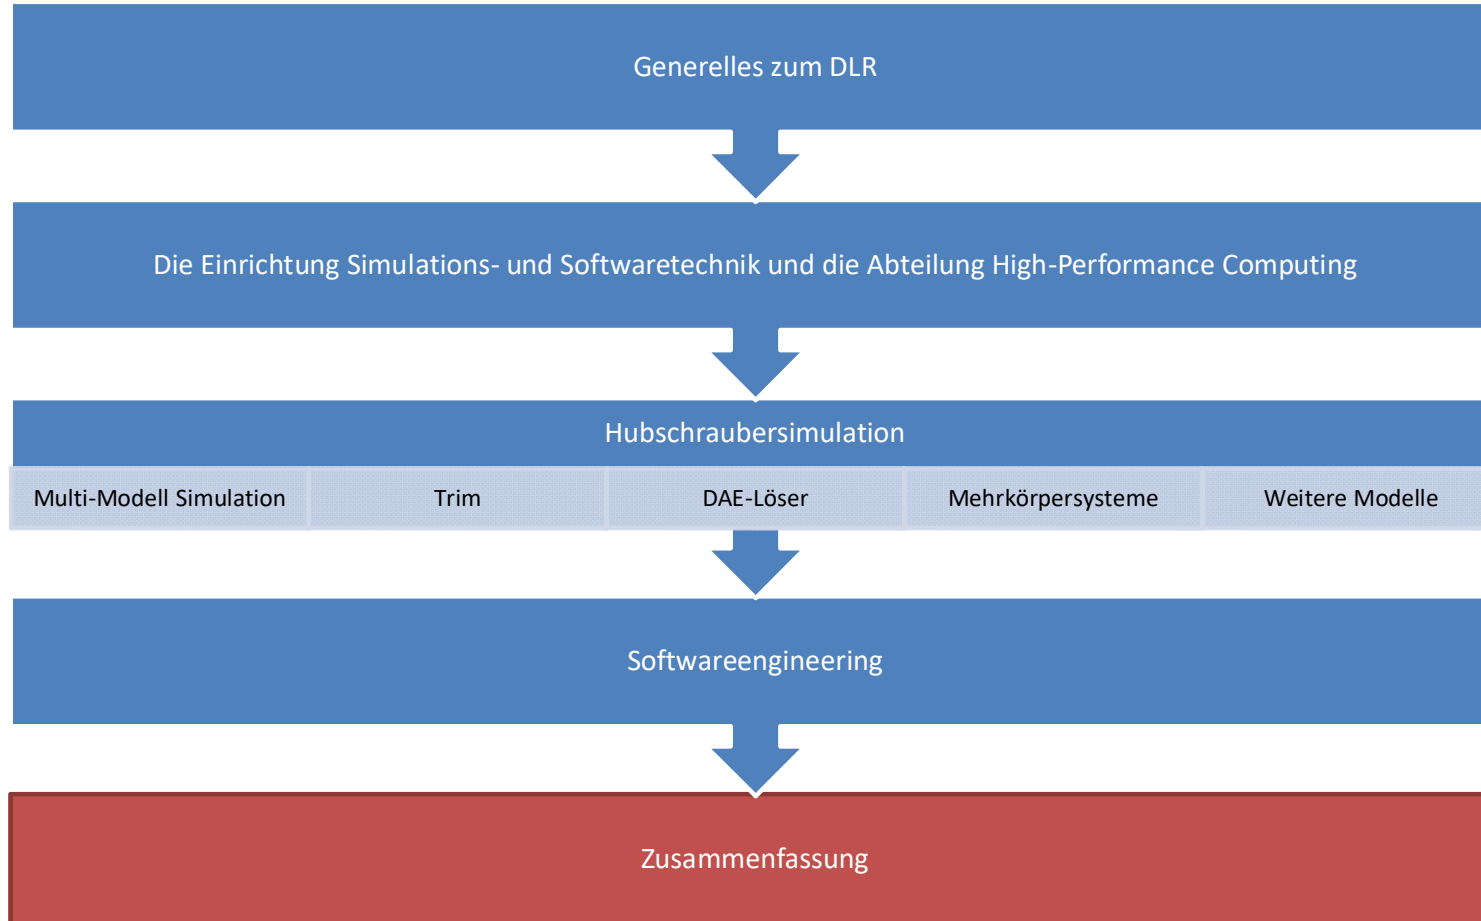 Generelles zum DLR
Die Einrichtung Simulations- und Softwaretechnik und die Abteilung High-Performance Computing
Hubschraubersimulation
Multi-Modell Simulation
Trim
DAE-Löser
Mehrkörpersysteme
Weitere Modelle
Softwareengineering
Zusammenfassung